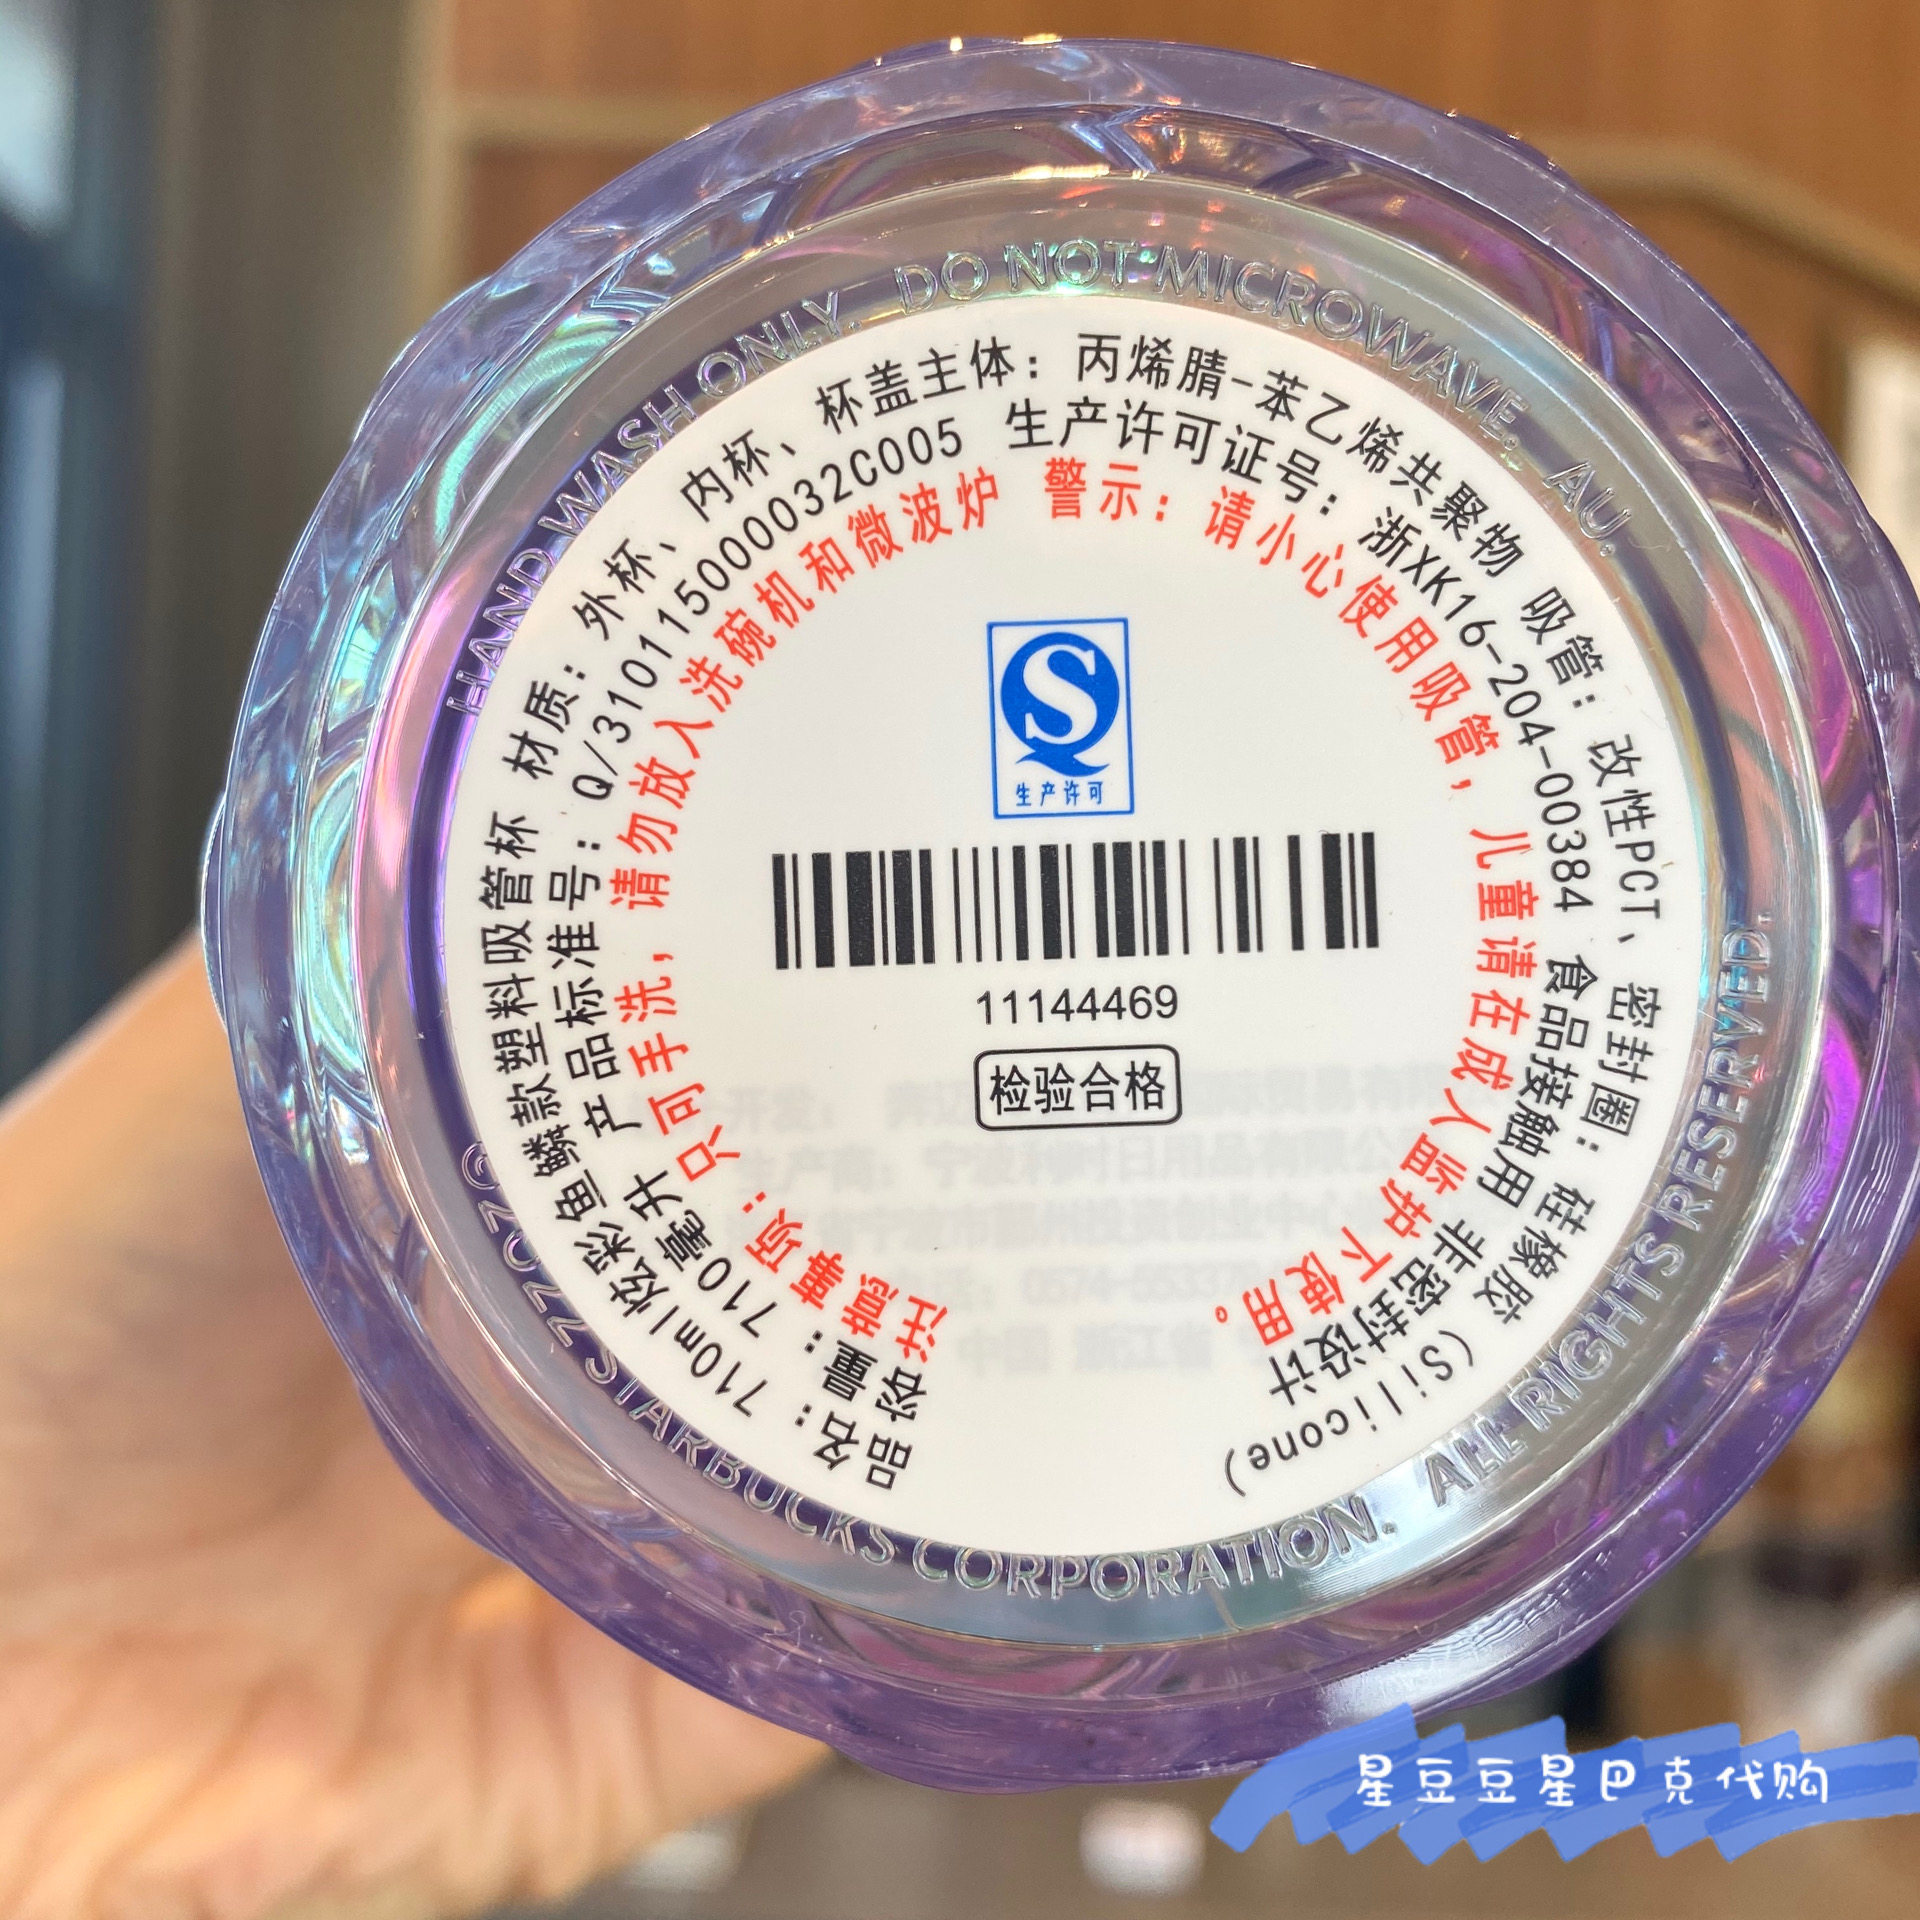 HAND WASH ONLY. DO NOT MICROWAVE. AU.
品名：710ml炫彩鱼鳞款塑料吸管杯 材质：外杯、内杯、杯盖主体：丙烯腈-苯乙烯共聚物 吸管：改性PCT、密封圈：硅橡胶（Silicone）
容量：710毫升 产品标准号：Q/310115000032C005 生产许可证号：浙XK16-204-00384 食品接触用 非密封设计
注意事项：只可手洗，请勿放入洗碗机和微波炉 警示：请小心使用吸管，儿童请在成人监护下使用。
生产许可
11144469
检验合格
STARBUCKS CORPORATION. ALL RIGHTS RESERVED.
星豆豆星巴克代购